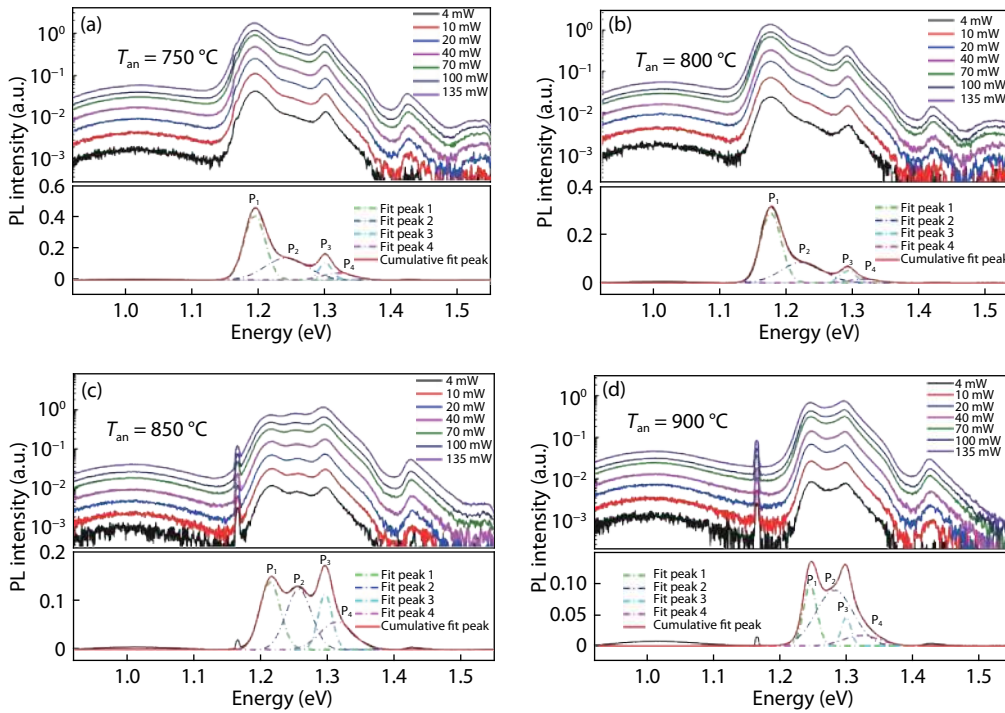 (a)
T_an = 750 °C
4 mW
10 mW
20 mW
40 mW
70 mW
100 mW
135 mW
PL intensity (a.u.)
10⁰
10⁻¹
10⁻²
10⁻³
0.6
0.4
0.2
0
P₁
P₂
P₃
P₄
Fit peak 1
Fit peak 2
Fit peak 3
Fit peak 4
Cumulative fit peak
1.0 1.1 1.2 1.3 1.4 1.5
Energy (eV)
(b)
T_an = 800 °C
4 mW
10 mW
20 mW
40 mW
70 mW
100 mW
135 mW
PL intensity (a.u.)
10⁰
10⁻¹
10⁻²
10⁻³
0.4
0.2
0
P₁
P₂
P₃
P₄
Fit peak 1
Fit peak 2
Fit peak 3
Fit peak 4
Cumulative fit peak
1.0 1.1 1.2 1.3 1.4 1.5
Energy (eV)
(c)
T_an = 850 °C
4 mW
10 mW
20 mW
40 mW
70 mW
100 mW
135 mW
PL intensity (a.u.)
10⁰
10⁻¹
10⁻²
10⁻³
0.2
0.1
0
P₁
P₂
P₃
P₄
Fit peak 1
Fit peak 2
Fit peak 3
Fit peak 4
Cumulative fit peak
1.0 1.1 1.2 1.3 1.4 1.5
Energy (eV)
(d)
T_an = 900 °C
4 mW
10 mW
20 mW
40 mW
70 mW
100 mW
135 mW
PL intensity (a.u.)
10⁰
10⁻¹
10⁻²
10⁻³
0.10
0.05
0
P₁
P₂
P₃
P₄
Fit peak 1
Fit peak 2
Fit peak 3
Fit peak 4
Cumulative fit peak
1.0 1.1 1.2 1.3 1.4 1.5
Energy (eV)